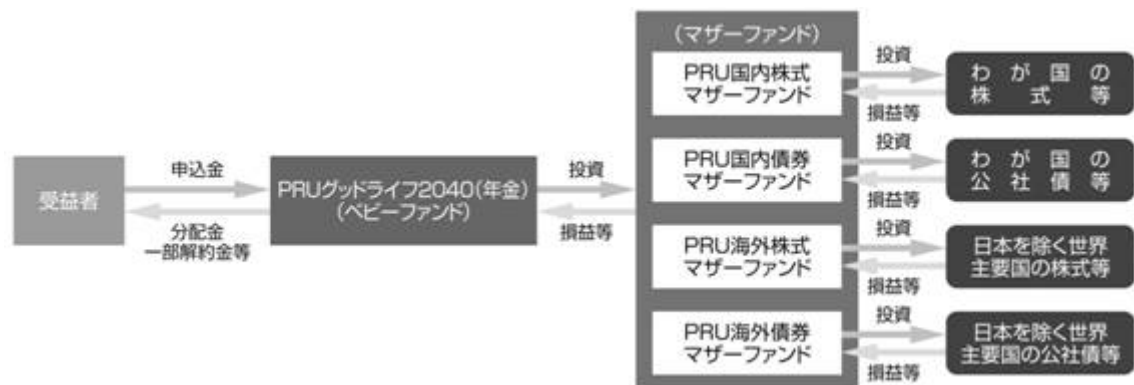 受益者
申込金
分配金
一部解約金等
PRUグッドライフ2040(年金)
(ベビーファンド)
投資
損益等
(マザーファンド)
PRU国内株式
マザーファンド
投資
損益等
わが国の
株式等
PRU国内債券
マザーファンド
投資
損益等
わが国の
公社債等
PRU海外株式
マザーファンド
投資
損益等
日本を除く世界
主要国の株式等
PRU海外債券
マザーファンド
投資
損益等
日本を除く世界
主要国の公社債等